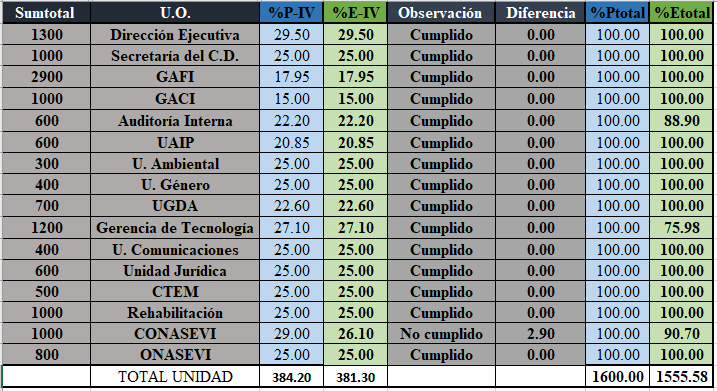 Sumtotal U.O. %P-IV %E-IV Observación Diferencia %Ptotal %Etotal
1300 Dirección Ejecutiva 29.50 29.50 Cumplido 0.00 100.00 100.00
1000 Secretaría del C.D. 25.00 25.00 Cumplido 0.00 100.00 100.00
2900 GAFI 17.95 17.95 Cumplido 0.00 100.00 100.00
1000 GACI 15.00 15.00 Cumplido 0.00 100.00 100.00
600 Auditoría Interna 22.20 22.20 Cumplido 0.00 100.00 88.90
600 UAIP 20.85 20.85 Cumplido 0.00 100.00 100.00
300 U. Ambiental 25.00 25.00 Cumplido 0.00 100.00 100.00
400 U. Género 25.00 25.00 Cumplido 0.00 100.00 100.00
700 UGDA 22.60 22.60 Cumplido 0.00 100.00 100.00
1200 Gerencia de Tecnología 27.10 27.10 Cumplido 0.00 100.00 75.98
400 U. Comunicaciones 25.00 25.00 Cumplido 0.00 100.00 100.00
600 Unidad Jurídica 25.00 25.00 Cumplido 0.00 100.00 100.00
500 CTEM 25.00 25.00 Cumplido 0.00 100.00 100.00
1000 Rehabilitación 25.00 25.00 Cumplido 0.00 100.00 100.00
1000 CONASEVI 29.00 26.10 No cumplido 2.90 100.00 90.70
800 ONASEVI 25.00 25.00 Cumplido 0.00 100.00 100.00
TOTAL UNIDAD 384.20 381.30 1600.00 1555.58